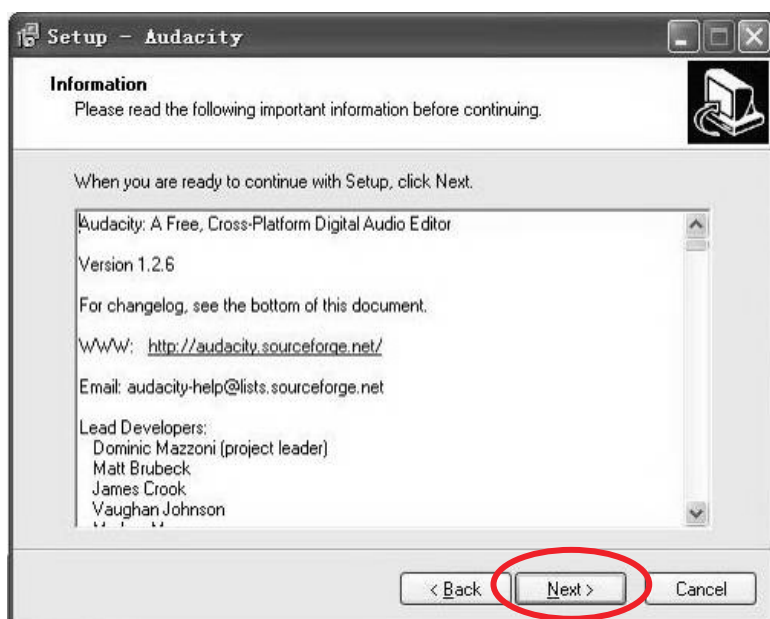 Setup - Audacity
Information
Please read the following important information before continuing.
When you are ready to continue with Setup, click Next.
Audacity: A Free, Cross-Platform Digital Audio Editor
Version 1.2.6
For changelog, see the bottom of this document.
WWW: http://audacity.sourceforge.net/
Email: audacity-help@lists.sourceforge.net
Lead Developers:
Dominic Mazzoni (project leader)
Matt Brubeck
James Crook
Vaughan Johnson
< Back Next > Cancel